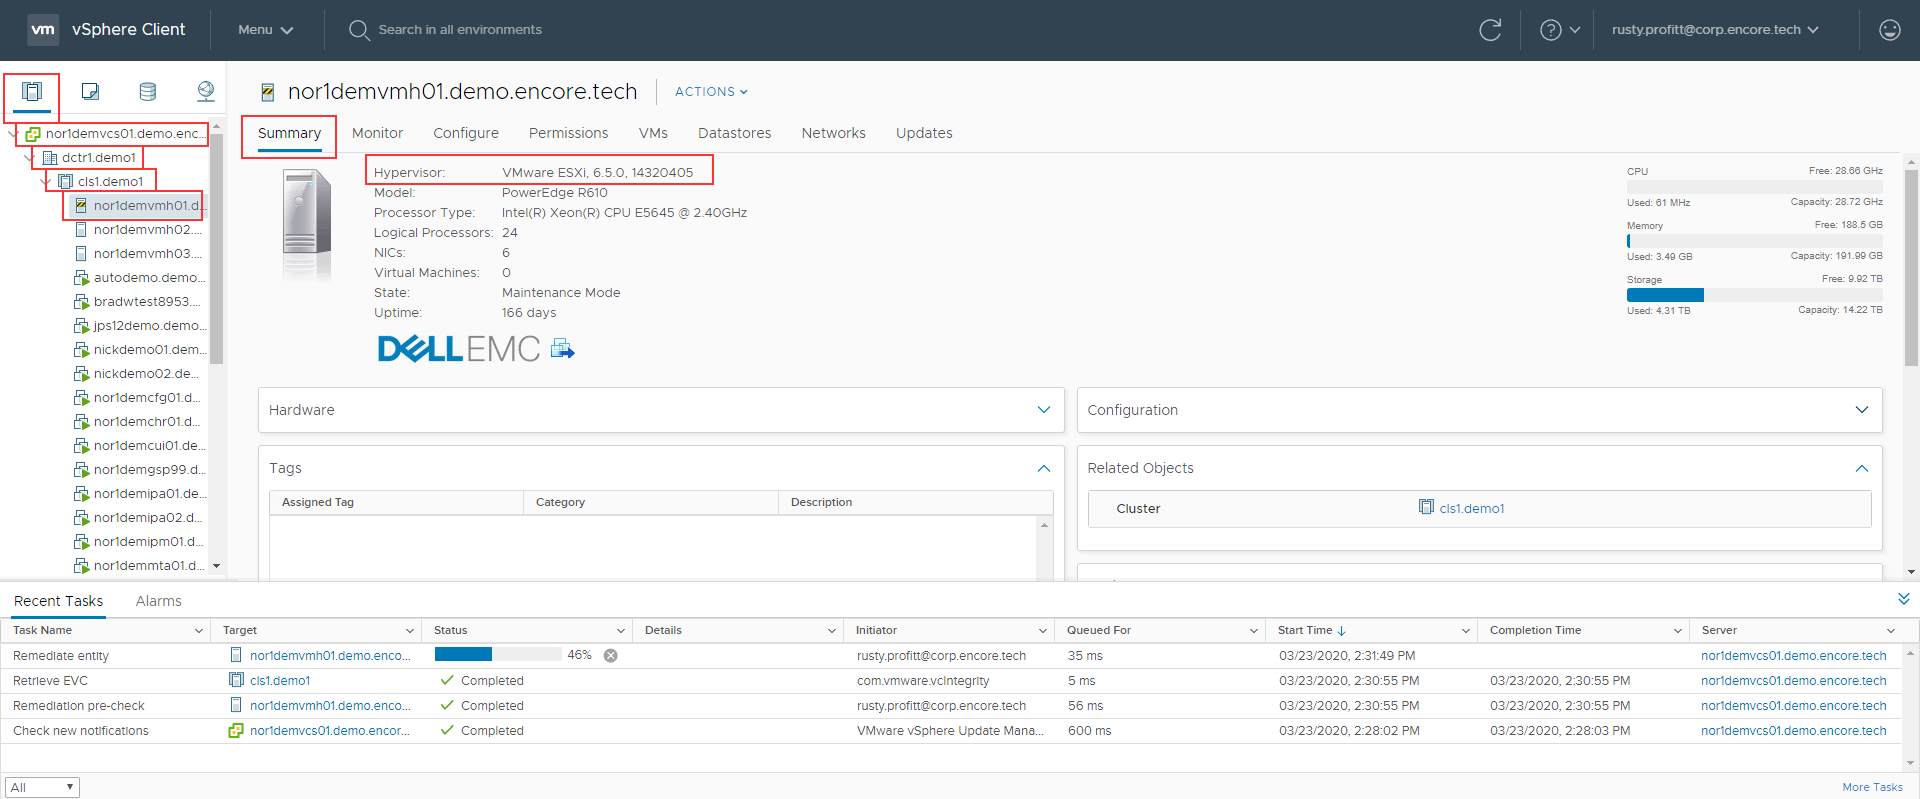 vm vSphere Client Menu Search in all environments rusty.profitt@corp.encore.tech
nor1demvcs01.demo.enc...
dctr1.demo1
cls1.demo1
nor1demvmh01.d...
nor1demvmh02....
nor1demvmh03....
autodemo.demo...
bradwtest8953....
jps12demo.demo...
nickdemo01.dem...
nickdemo02.de...
nor1demcfg01.d...
nor1demchr01.d...
nor1demcui01.de...
nor1demgsp99.d...
nor1demipa01.de...
nor1demipa02.d...
nor1demipm01.d...
nor1demmta01.d...
nor1demvmh01.demo.encore.tech ACTIONS
Summary Monitor Configure Permissions VMs Datastores Networks Updates
Hypervisor: VMware ESXi, 6.5.0, 14320405
Model: PowerEdge R610
Processor Type: Intel(R) Xeon(R) CPU E5645 @ 2.40GHz
Logical Processors: 24
NICs: 6
Virtual Machines: 0
State: Maintenance Mode
Uptime: 166 days
DELL EMC
CPU Free: 28.66 GHz
Used: 61 MHz Capacity: 28.72 GHz
Memory Free: 188.5 GB
Used: 3.49 GB Capacity: 191.99 GB
Storage Free: 9.92 TB
Used: 4.31 TB Capacity: 14.22 TB
Hardware
Configuration
Tags
Assigned Tag Category Description
Related Objects
Cluster cls1.demo1
Recent Tasks Alarms
Task Name Target Status Details Initiator Queued For Start Time Completion Time Server
Remediate entity nor1demvmh01.demo.enco... 46% rusty.profitt@corp.encore.tech 35 ms 03/23/2020, 2:31:49 PM nor1demvcs01.demo.encore.tech
Retrieve EVC cls1.demo1 Completed com.vmware.vcIntegrity 5 ms 03/23/2020, 2:30:55 PM 03/23/2020, 2:30:55 PM nor1demvcs01.demo.encore.tech
Remediation pre-check nor1demvmh01.demo.enco... Completed rusty.profitt@corp.encore.tech 56 ms 03/23/2020, 2:30:55 PM 03/23/2020, 2:30:55 PM nor1demvcs01.demo.encore.tech
Check new notifications nor1demvcs01.demo.encor... Completed VMware vSphere Update Mana... 600 ms 03/23/2020, 2:28:02 PM 03/23/2020, 2:28:03 PM nor1demvcs01.demo.encore.tech
All More Tasks